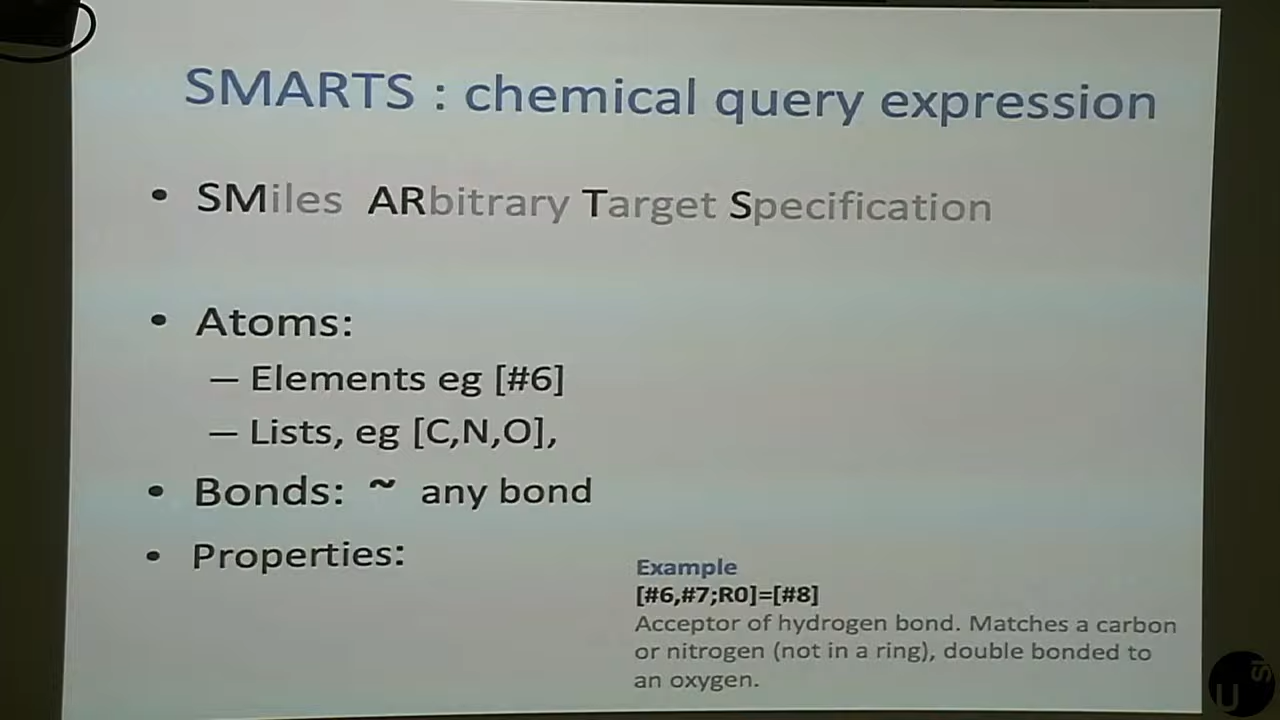 SMARTS : chemical query expression
• SMiles ARbitrary Target Specification
• Atoms:
– Elements eg [#6]
– Lists, eg [C,N,O],
• Bonds: ~ any bond
• Properties:
Example
[#6,#7;R0]=[#8]
Acceptor of hydrogen bond. Matches a carbon
or nitrogen (not in a ring), double bonded to
an oxygen.
U
SI